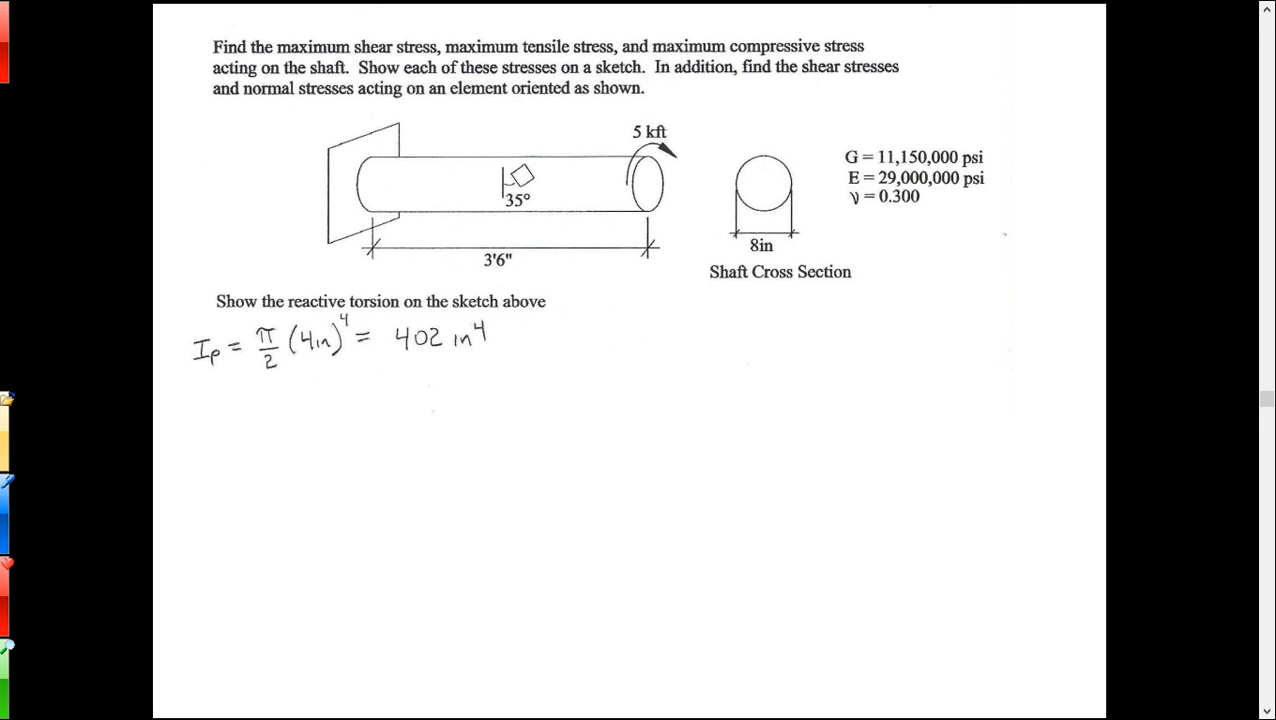 Find the maximum shear stress, maximum tensile stress, and maximum compressive stress
acting on the shaft. Show each of these stresses on a sketch. In addition, find the shear stresses
and normal stresses acting on an element oriented as shown.
5 kft
35°
3'6"
8in
Shaft Cross Section
G = 11,150,000 psi
E = 29,000,000 psi
ν = 0.300
Show the reactive torsion on the sketch above
Ip = π/2 (4in)^4 = 402 in^4